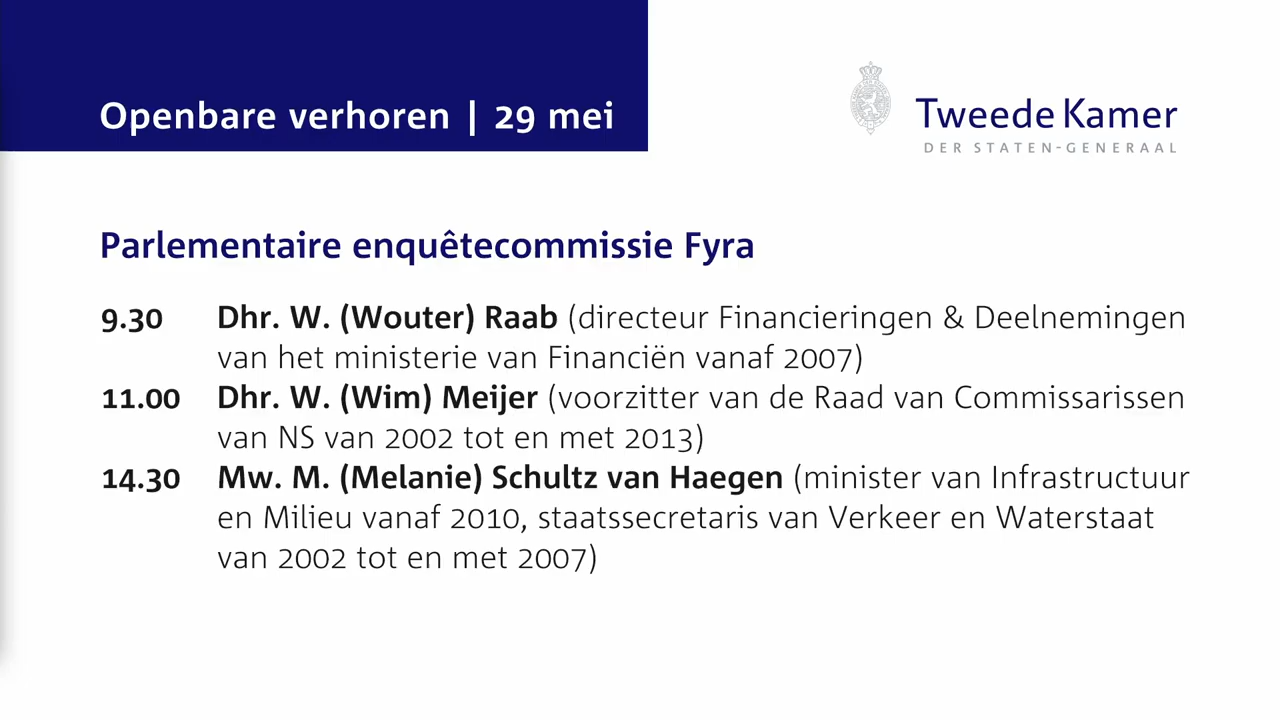 Openbare verhoren | 29 mei
Tweede Kamer
DER STATEN-GENERAAL
Parlementaire enquêtecommissie Fyra
9.30 Dhr. W. (Wouter) Raab (directeur Financieringen & Deelnemingen
van het ministerie van Financiën vanaf 2007)
11.00 Dhr. W. (Wim) Meijer (voorzitter van de Raad van Commissarissen
van NS van 2002 tot en met 2013)
14.30 Mw. M. (Melanie) Schultz van Haegen (minister van Infrastructuur
en Milieu vanaf 2010, staatssecretaris van Verkeer en Waterstaat
van 2002 tot en met 2007)